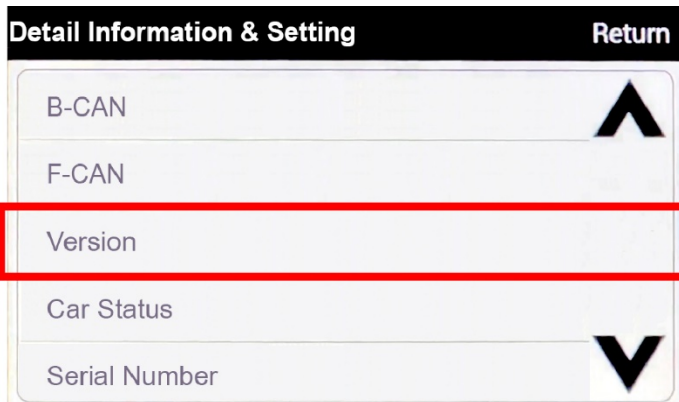 Detail Information & Setting Return
B-CAN
F-CAN
Version
Car Status
Serial Number